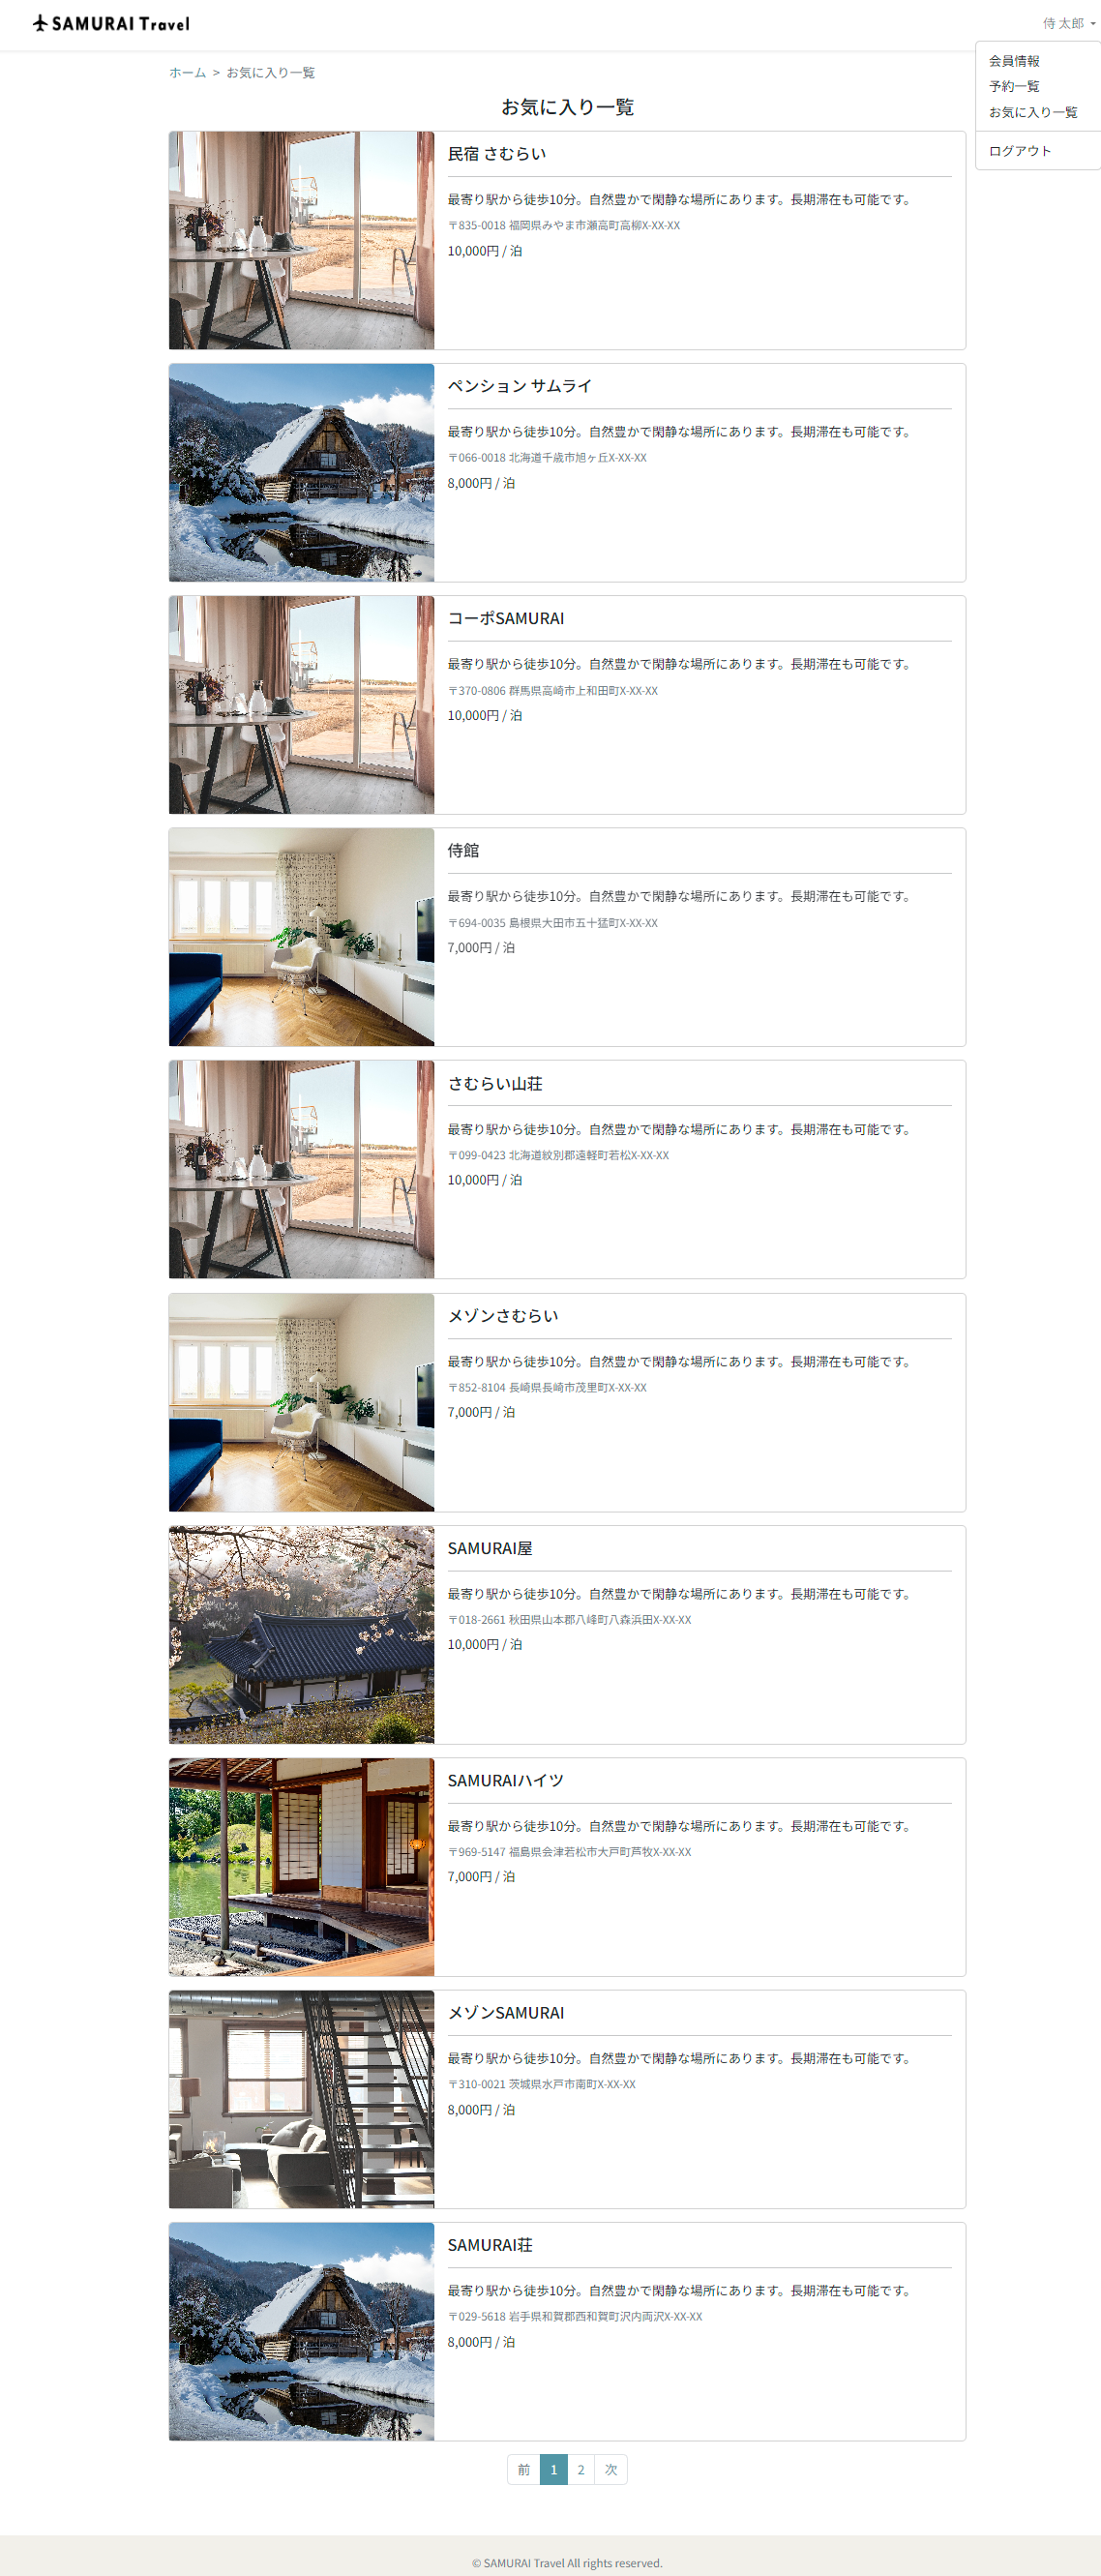 SAMURAI Travel
侍 太郎
会員情報
予約一覧
お気に入り一覧
ログアウト
ホーム > お気に入り一覧
お気に入り一覧
民宿 さむらい
最寄り駅から徒歩10分。自然豊かで閑静な場所にあります。長期滞在も可能です。
〒835-0018 福岡県みやま市瀬高町高柳X-XX-XX
10,000円 / 泊
ペンション サムライ
最寄り駅から徒歩10分。自然豊かで閑静な場所にあります。長期滞在も可能です。
〒066-0018 北海道千歳市旭ヶ丘X-XX-XX
8,000円 / 泊
コーポSAMURAI
最寄り駅から徒歩10分。自然豊かで閑静な場所にあります。長期滞在も可能です。
〒370-0806 群馬県高崎市上和田町X-XX-XX
10,000円 / 泊
侍館
最寄り駅から徒歩10分。自然豊かで閑静な場所にあります。長期滞在も可能です。
〒694-0035 島根県大田市五十猛町X-XX-XX
7,000円 / 泊
さむらい山荘
最寄り駅から徒歩10分。自然豊かで閑静な場所にあります。長期滞在も可能です。
〒099-0423 北海道紋別郡遠軽町若松X-XX-XX
10,000円 / 泊
メゾンさむらい
最寄り駅から徒歩10分。自然豊かで閑静な場所にあります。長期滞在も可能です。
〒852-8104 長崎県長崎市茂里町X-XX-XX
7,000円 / 泊
SAMURAI屋
最寄り駅から徒歩10分。自然豊かで閑静な場所にあります。長期滞在も可能です。
〒018-2661 秋田県山本郡八峰町八森浜田X-XX-XX
10,000円 / 泊
SAMURAIハイツ
最寄り駅から徒歩10分。自然豊かで閑静な場所にあります。長期滞在も可能です。
〒969-5147 福島県会津若松市大戸町芦牧X-XX-XX
7,000円 / 泊
メゾンSAMURAI
最寄り駅から徒歩10分。自然豊かで閑静な場所にあります。長期滞在も可能です。
〒310-0021 茨城県水戸市南町X-XX-XX
8,000円 / 泊
SAMURAI荘
最寄り駅から徒歩10分。自然豊かで閑静な場所にあります。長期滞在も可能です。
〒029-5618 岩手県和賀郡西和賀町沢内両沢X-XX-XX
8,000円 / 泊
前 1 2 次
© SAMURAI Travel All rights reserved.